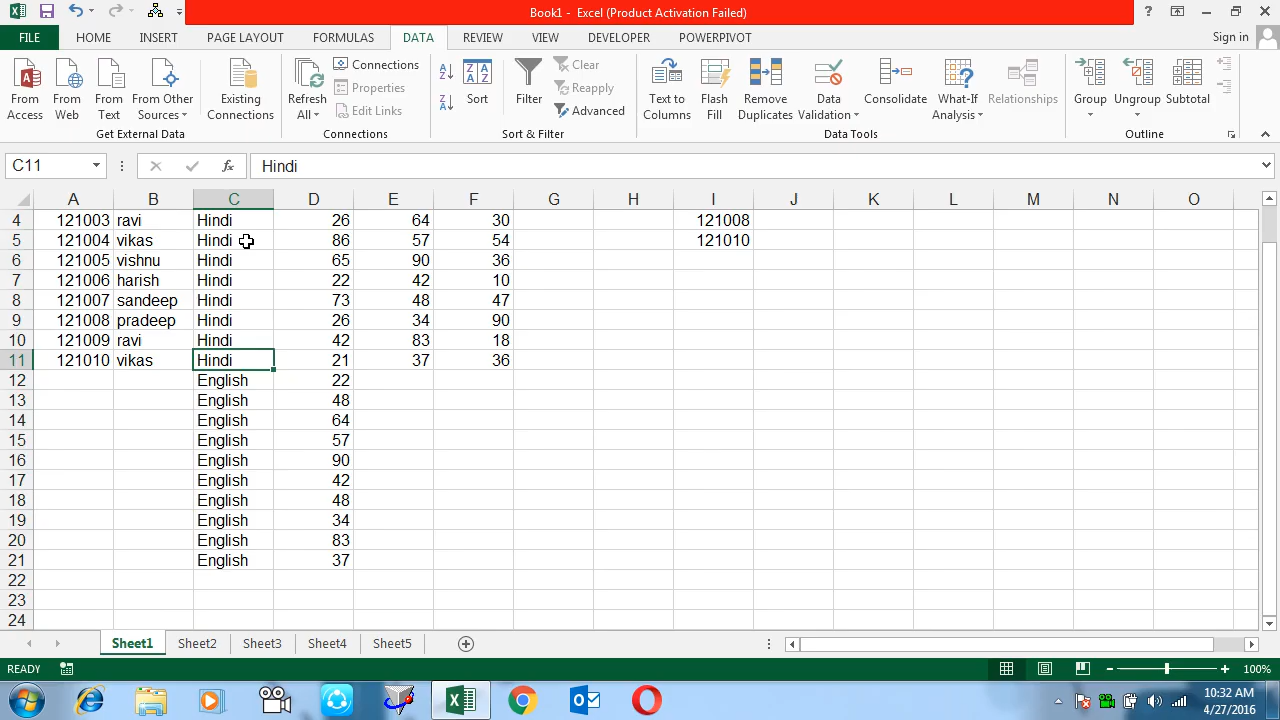 Book1 - Excel (Product Activation Failed)
FILE HOME INSERT PAGE LAYOUT FORMULAS DATA REVIEW VIEW DEVELOPER POWERPIVOT Sign in
From Access From Web From Text From Other Sources Existing Connections Refresh All Connections Properties Edit Links Sort Filter Clear Reapply Advanced Text to Columns Flash Fill Remove Duplicates Data Validation Consolidate What-If Analysis Relationships Group Ungroup Subtotal
Get External Data Connections Sort & Filter Data Tools Outline
C11 fx Hindi
A B C D E F G H I J K L M N O
4 121003 ravi Hindi 26 64 30 121008
5 121004 vikas Hindi 86 57 54 121010
6 121005 vishnu Hindi 65 90 36
7 121006 harish Hindi 22 42 10
8 121007 sandeep Hindi 73 48 47
9 121008 pradeep Hindi 26 34 90
10 121009 ravi Hindi 42 83 18
11 121010 vikas Hindi 21 37 36
12 English 22
13 English 48
14 English 64
15 English 57
16 English 90
17 English 42
18 English 48
19 English 34
20 English 83
21 English 37
22
23
24
Sheet1 Sheet2 Sheet3 Sheet4 Sheet5
READY 100%
10:32 AM
4/27/2016